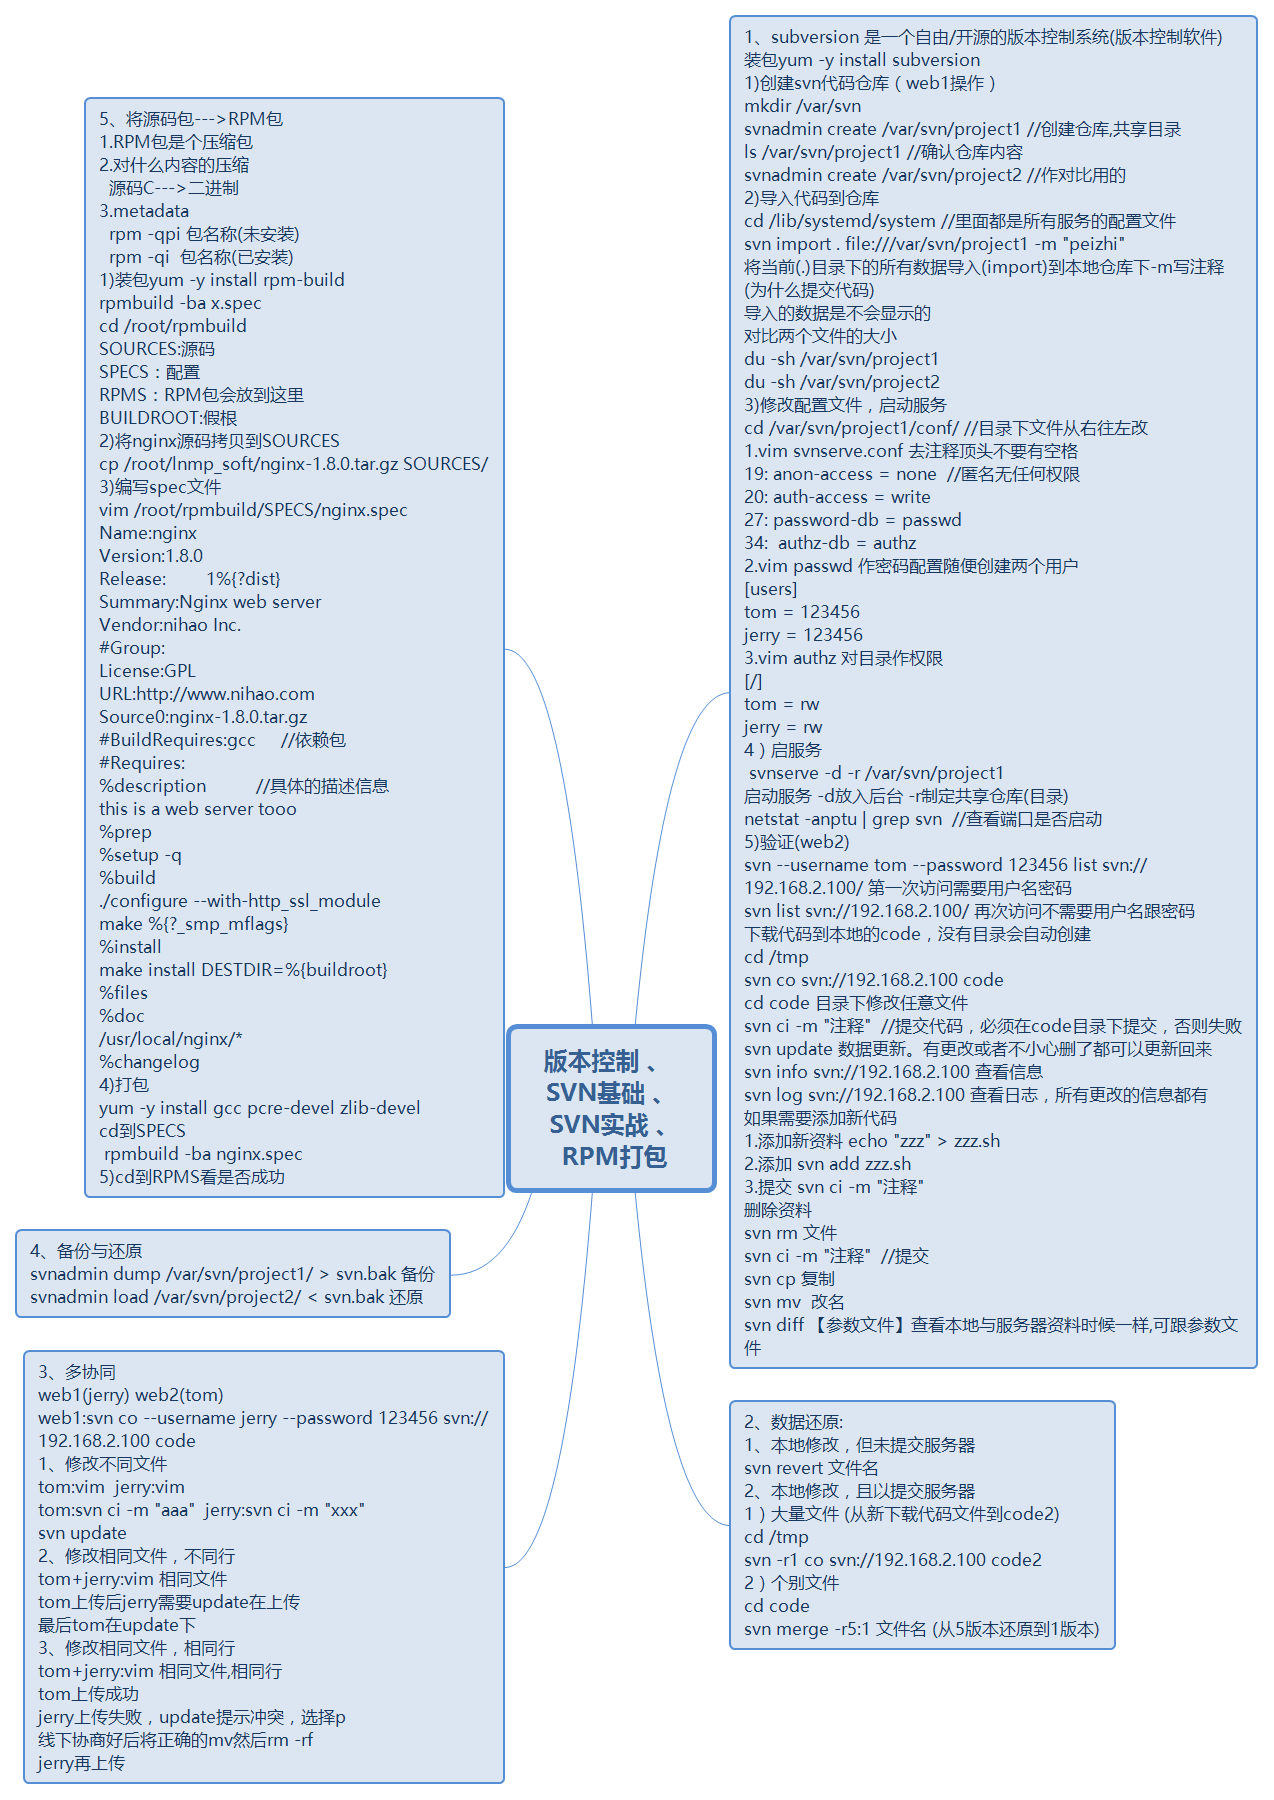 版本控制 、
SVN基础 、
SVN实战 、
RPM打包
1、subversion 是一个自由/开源的版本控制系统(版本控制软件)
装包yum -y install subversion
1)创建svn代码仓库（web1操作）
mkdir /var/svn
svnadmin create /var/svn/project1 //创建仓库,共享目录
ls /var/svn/project1 //确认仓库内容
svnadmin create /var/svn/project2 //作对比用的
2)导入代码到仓库
cd /lib/systemd/system //里面都是所有服务的配置文件
svn import . file:///var/svn/project1 -m "peizhi"
将当前(.)目录下的所有数据导入(import)到本地仓库下-m写注释
(为什么提交代码)
导入的数据是不会显示的
对比两个文件的大小
du -sh /var/svn/project1
du -sh /var/svn/project2
3)修改配置文件，启动服务
cd /var/svn/project1/conf/ //目录下文件从右往左改
1.vim svnserve.conf 去注释顶头不要有空格
19: anon-access = none  //匿名无任何权限
20: auth-access = write
27: password-db = passwd
34:  authz-db = authz
2.vim passwd 作密码配置随便创建两个用户
[users]
tom = 123456
jerry = 123456
3.vim authz 对目录作权限
[/]
tom = rw
jerry = rw
4）启服务
svnserve -d -r /var/svn/project1
启动服务 -d放入后台 -r制定共享仓库(目录)
netstat -anptu | grep svn  //查看端口是否启动
5)验证(web2)
svn --username tom --password 123456 list svn://
192.168.2.100/ 第一次访问需要用户名密码
svn list svn://192.168.2.100/ 再次访问不需要用户名跟密码
下载代码到本地的code，没有目录会自动创建
cd /tmp
svn co svn://192.168.2.100 code
cd code 目录下修改任意文件
svn ci -m "注释"  //提交代码，必须在code目录下提交，否则失败
svn update 数据更新。有更改或者不小心删了都可以更新回来
svn info svn://192.168.2.100 查看信息
svn log svn://192.168.2.100 查看日志，所有更改的信息都有
如果需要添加新代码
1.添加新资料 echo "zzz" > zzz.sh
2.添加 svn add zzz.sh
3.提交 svn ci -m "注释"
删除资料
svn rm 文件
svn ci -m "注释"  //提交
svn cp 复制
svn mv  改名
svn diff 【参数文件】查看本地与服务器资料时候一样,可跟参数文
件
2、数据还原:
1、本地修改，但未提交服务器
svn revert 文件名
2、本地修改，且以提交服务器
1）大量文件 (从新下载代码文件到code2)
cd /tmp
svn -r1 co svn://192.168.2.100 code2
2）个别文件
cd code
svn merge -r5:1 文件名 (从5版本还原到1版本)
3、多协同
web1(jerry) web2(tom)
web1:svn co --username jerry --password 123456 svn://
192.168.2.100 code
1、修改不同文件
tom:vim  jerry:vim
tom:svn ci -m "aaa"  jerry:svn ci -m "xxx"
svn update
2、修改相同文件，不同行
tom+jerry:vim 相同文件
tom上传后jerry需要update在上传
最后tom在update下
3、修改相同文件，相同行
tom+jerry:vim 相同文件,相同行
tom上传成功
jerry上传失败，update提示冲突，选择p
线下协商好后将正确的mv然后rm -rf
jerry再上传
4、备份与还原
svnadmin dump /var/svn/project1/ > svn.bak 备份
svnadmin load /var/svn/project2/ < svn.bak 还原
5、将源码包--->RPM包
1.RPM包是个压缩包
2.对什么内容的压缩
源码C--->二进制
3.metadata
rpm -qpi 包名称(未安装)
rpm -qi  包名称(已安装)
1)装包yum -y install rpm-build
rpmbuild -ba x.spec
cd /root/rpmbuild
SOURCES:源码
SPECS：配置
RPMS：RPM包会放到这里
BUILDROOT:假根
2)将nginx源码拷贝到SOURCES
cp /root/lnmp_soft/nginx-1.8.0.tar.gz SOURCES/
3)编写spec文件
vim /root/rpmbuild/SPECS/nginx.spec
Name:nginx
Version:1.8.0
Release:        1%{?dist}
Summary:Nginx web server
Vendor:nihao Inc.
#Group:
License:GPL
URL:http://www.nihao.com
Source0:nginx-1.8.0.tar.gz
#BuildRequires:gcc     //依赖包
#Requires:
%description          //具体的描述信息
this is a web server tooo
%prep
%setup -q
%build
./configure --with-http_ssl_module
make %{?_smp_mflags}
%install
make install DESTDIR=%{buildroot}
%files
%doc
/usr/local/nginx/*
%changelog
4)打包
yum -y install gcc pcre-devel zlib-devel
cd到SPECS
rpmbuild -ba nginx.spec
5)cd到RPMS看是否成功